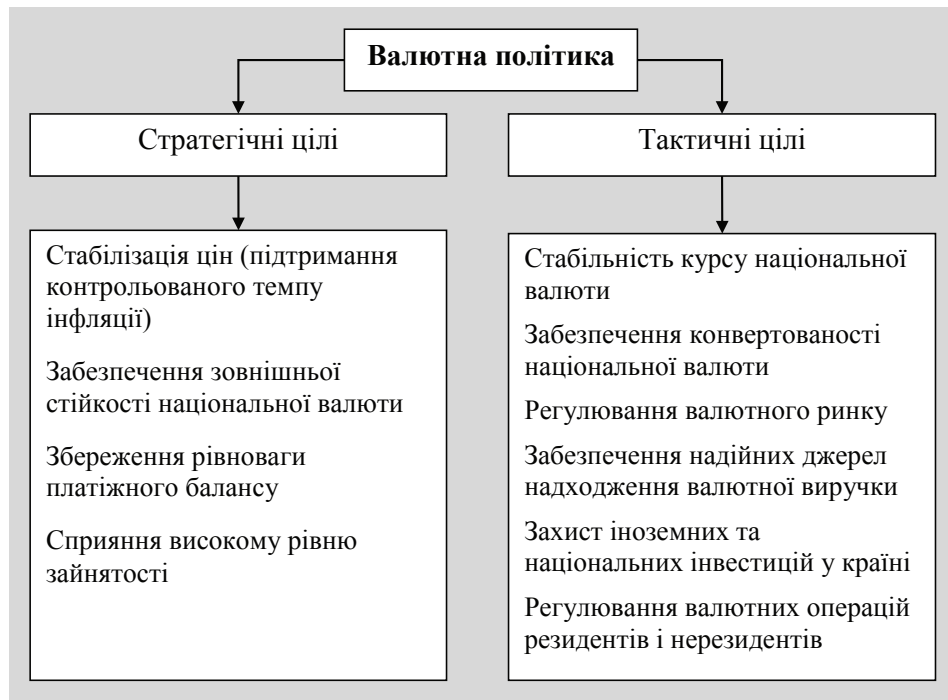 Валютна політика
Стратегічні цілі
Тактичні цілі
Стабілізація цін (підтримання
контрольованого темпу
інфляції)
Забезпечення зовнішньої
стійкості національної валюти
Збереження рівноваги
платіжного балансу
Сприяння високому рівню
зайнятості
Стабільність курсу національної
валюти
Забезпечення конвертованості
національної валюти
Регулювання валютного ринку
Забезпечення надійних джерел
надходження валютної виручки
Захист іноземних та
національних інвестицій у країні
Регулювання валютних операцій
резидентів і нерезидентів